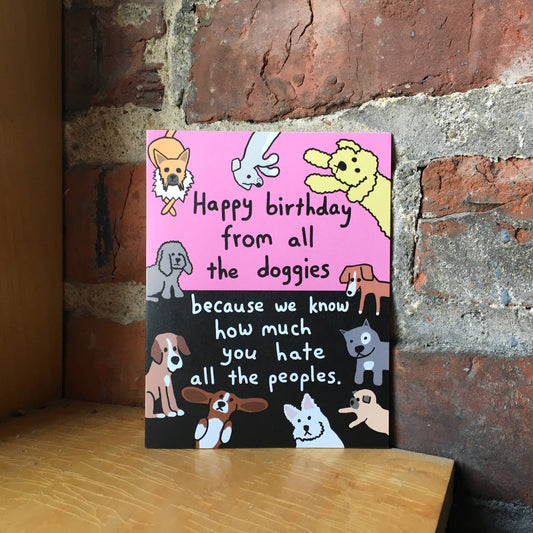 Happy birthday
from all
the doggies
because we know
how much
you hate
all the peoples.